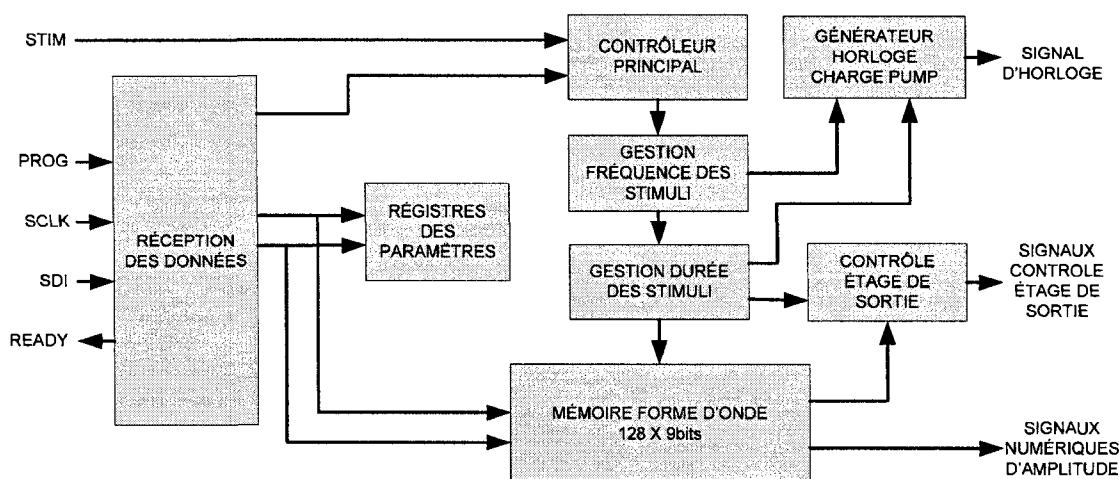 STIM
CONTRÔLEUR
PRINCIPAL
GÉNÉRATEUR
HORLOGE
CHARGE PUMP
SIGNAL
D'HORLOGE
PROG
SCLK
SDI
READY
RÉCEPTION
DES DONNÉES
GESTION
FRÉQUENCE DES
STIMULI
RÉGISTRES
DES
PARAMÈTRES
GESTION DURÉE
DES STIMULI
CONTRÔLE
ÉTAGE DE
SORTIE
SIGNAUX
CONTROLE
ÉTAGE DE
SORTIE
MÉMOIRE FORME D'ONDE
128 X 9bits
SIGNAUX
NUMÉRIQUES
D'AMPLITUDE